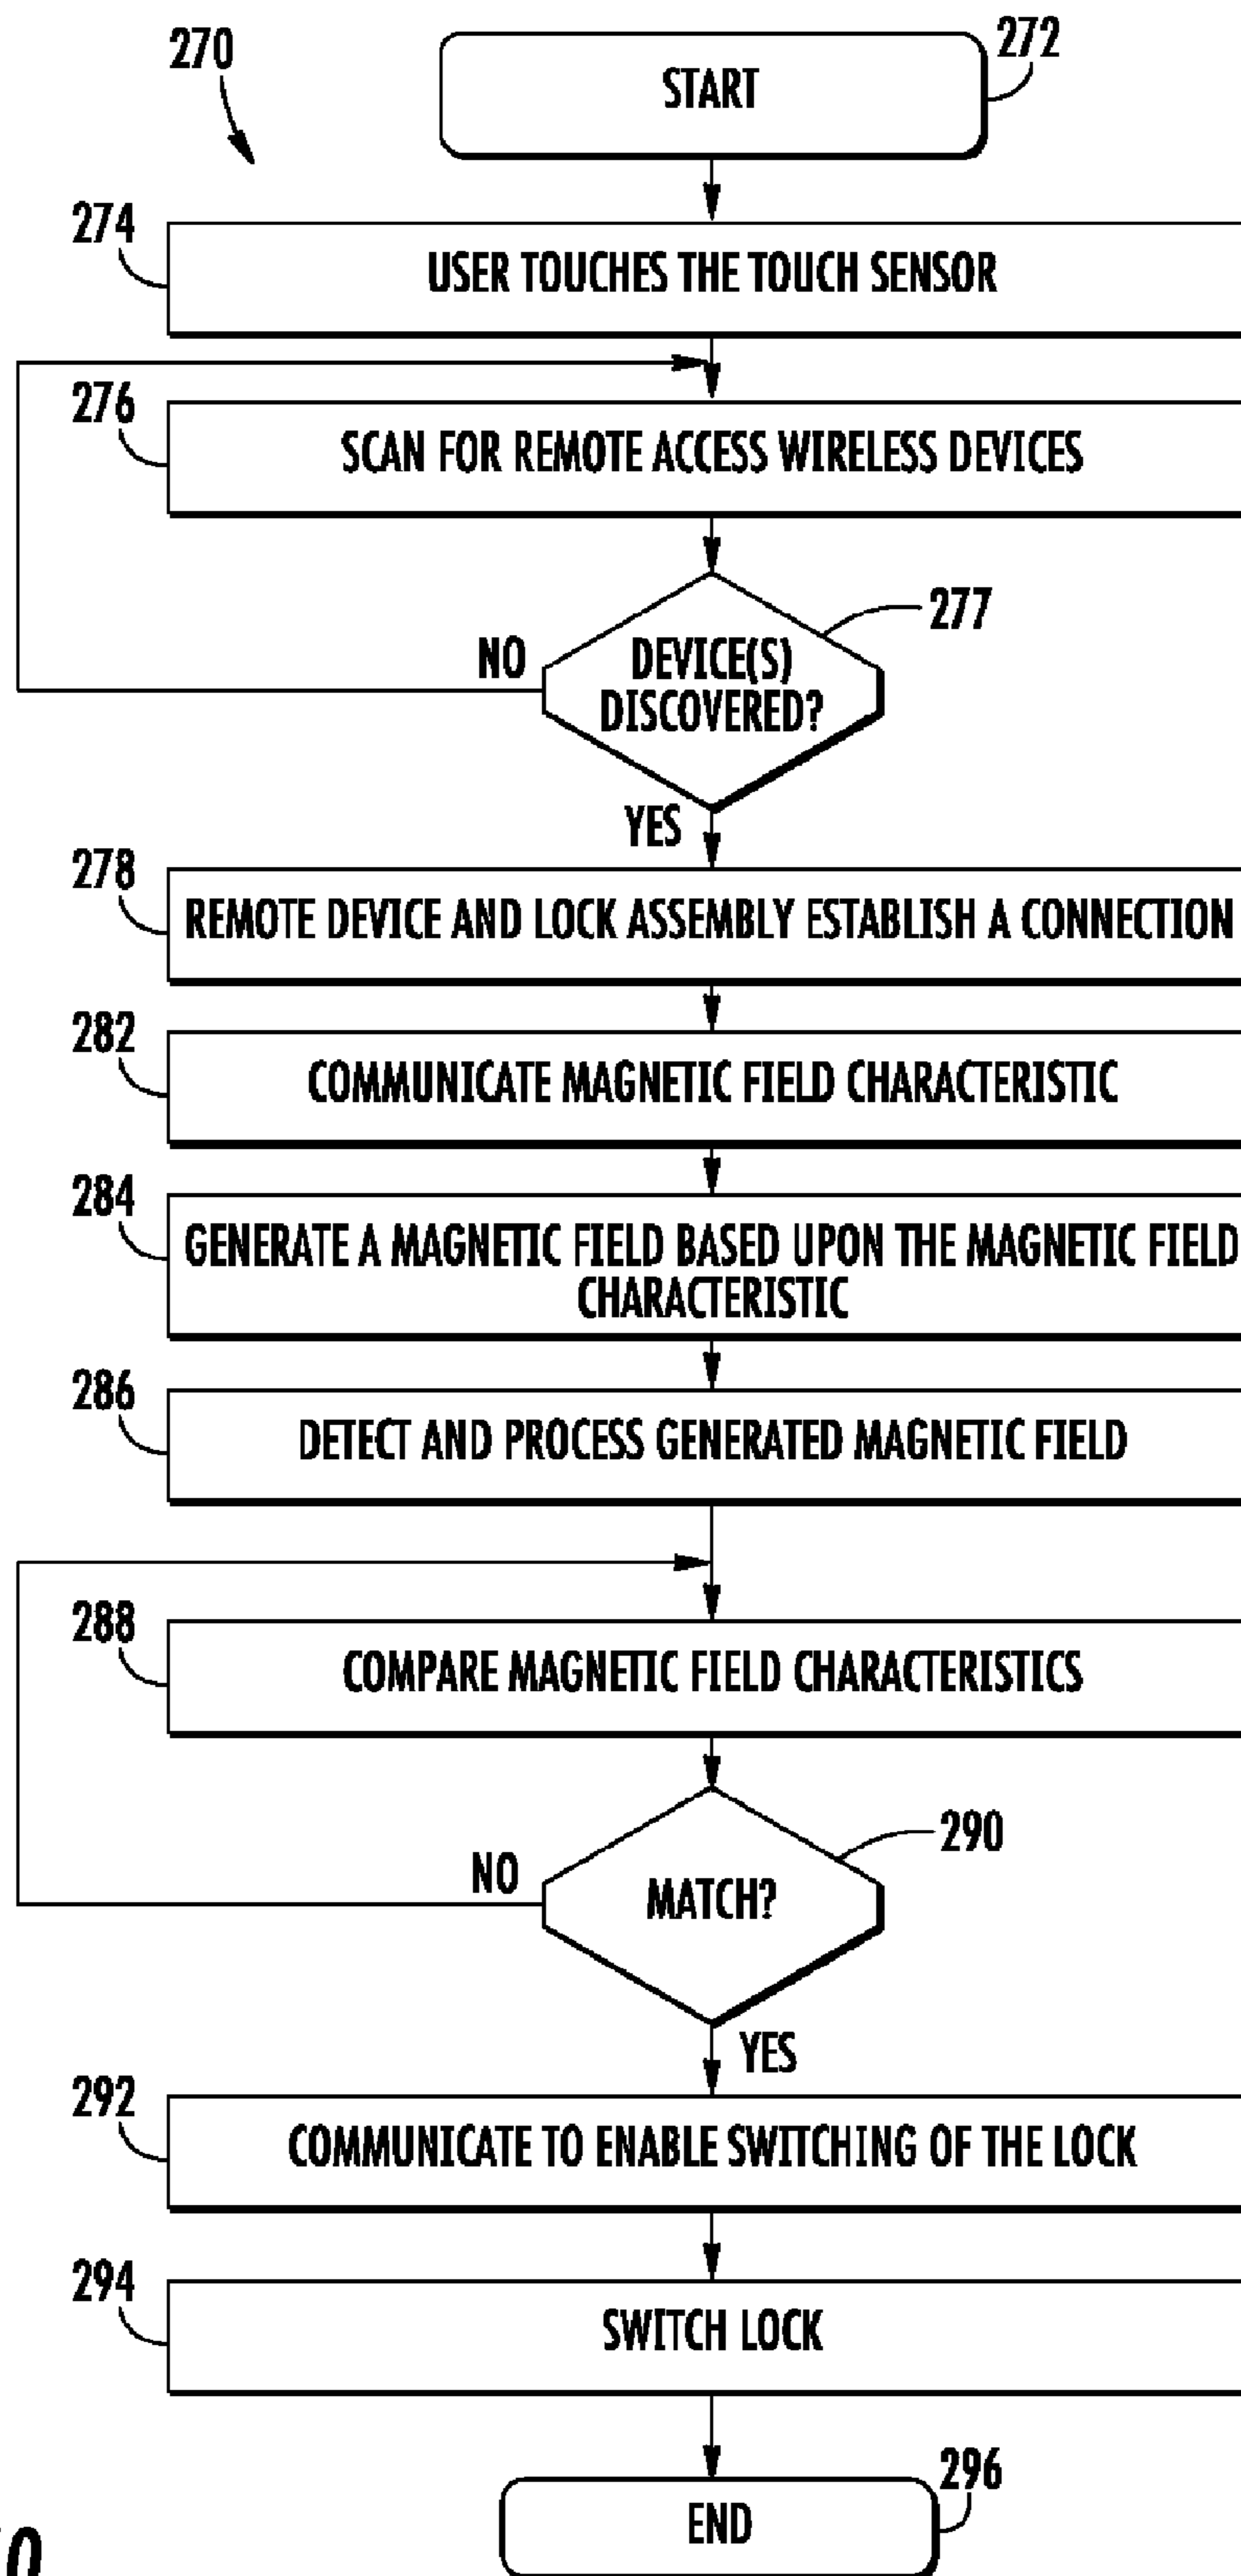 270
START
272
274
USER TOUCHES THE TOUCH SENSOR
276
SCAN FOR REMOTE ACCESS WIRELESS DEVICES
277
NO
DEVICE(S)
DISCOVERED?
YES
278
REMOTE DEVICE AND LOCK ASSEMBLY ESTABLISH A CONNECTION
282
COMMUNICATE MAGNETIC FIELD CHARACTERISTIC
284
GENERATE A MAGNETIC FIELD BASED UPON THE MAGNETIC FIELD
CHARACTERISTIC
286
DETECT AND PROCESS GENERATED MAGNETIC FIELD
288
COMPARE MAGNETIC FIELD CHARACTERISTICS
290
NO
MATCH?
YES
292
COMMUNICATE TO ENABLE SWITCHING OF THE LOCK
294
SWITCH LOCK
296
END